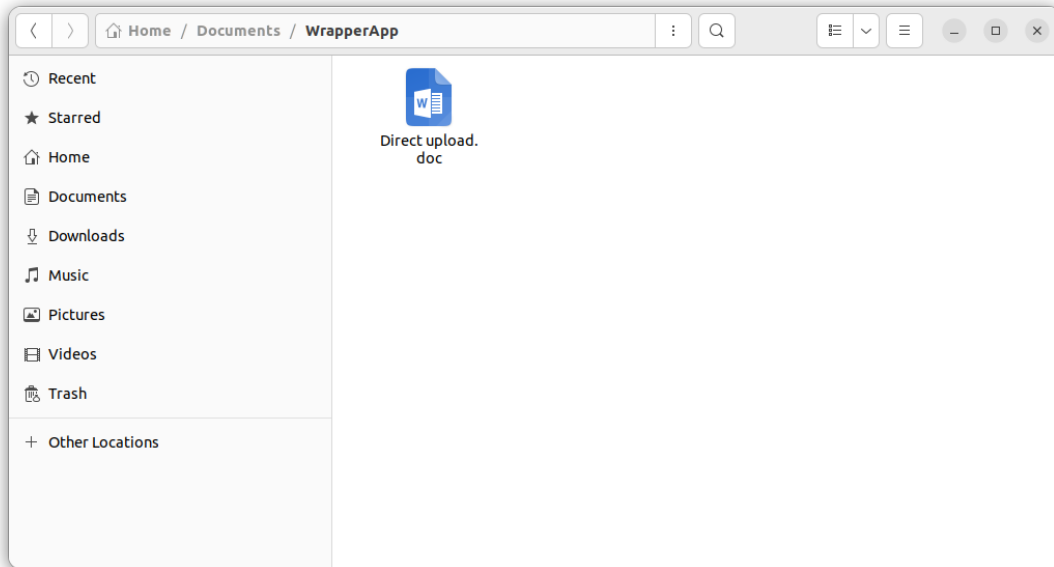 Home / Documents / WrapperApp
Recent
Starred
Home
Documents
Downloads
Music
Pictures
Videos
Trash
Other Locations
W
Direct upload.
doc